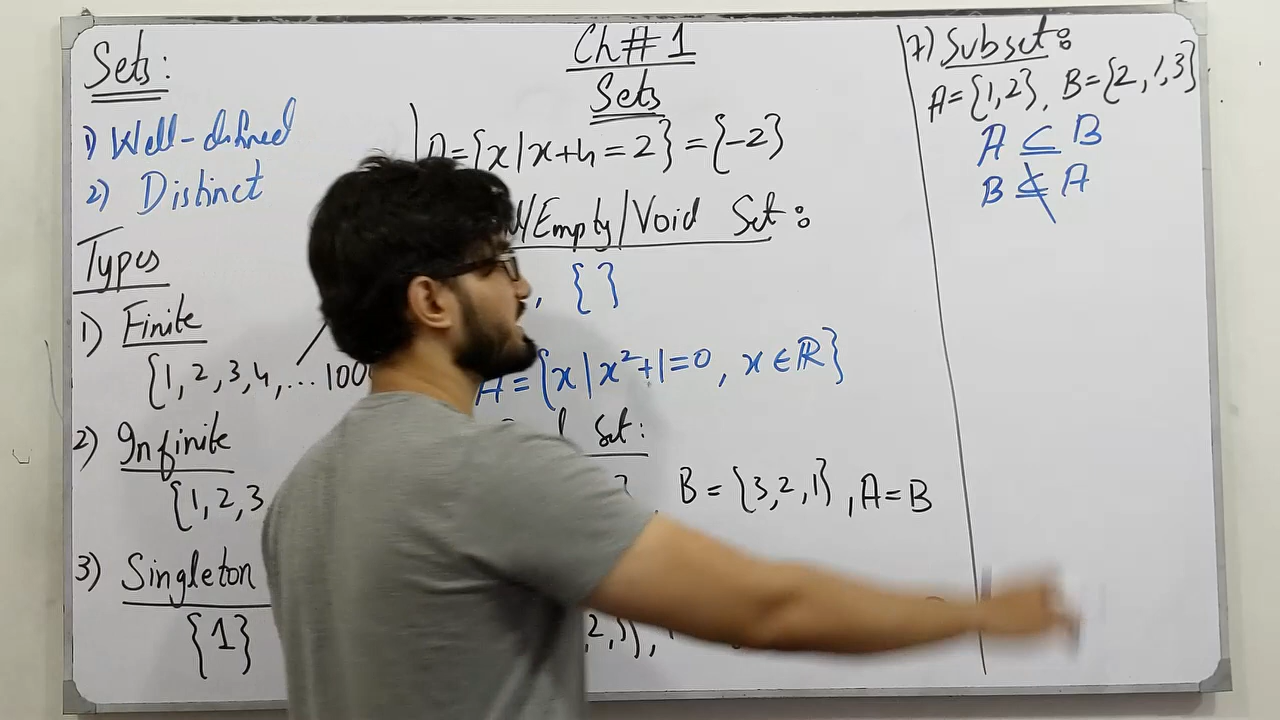 Ch#1
Sets
Sets:
1) Well-defined
2) Distinct
Types
1) Finite
{1, 2, 3, 4, ... 100
2) Infinite
{1, 2, 3
3) Singleton
{1}
={x|x+4=2} = {-2}
/Empty/Void Set:
, { }
A = {x|x²+1=0, x∈ℝ}
Set:
B = {3,2,1}, A=B
7) Subset:
A={1,2}, B={2,1,3}
A ⊆ B
B ⊈ A